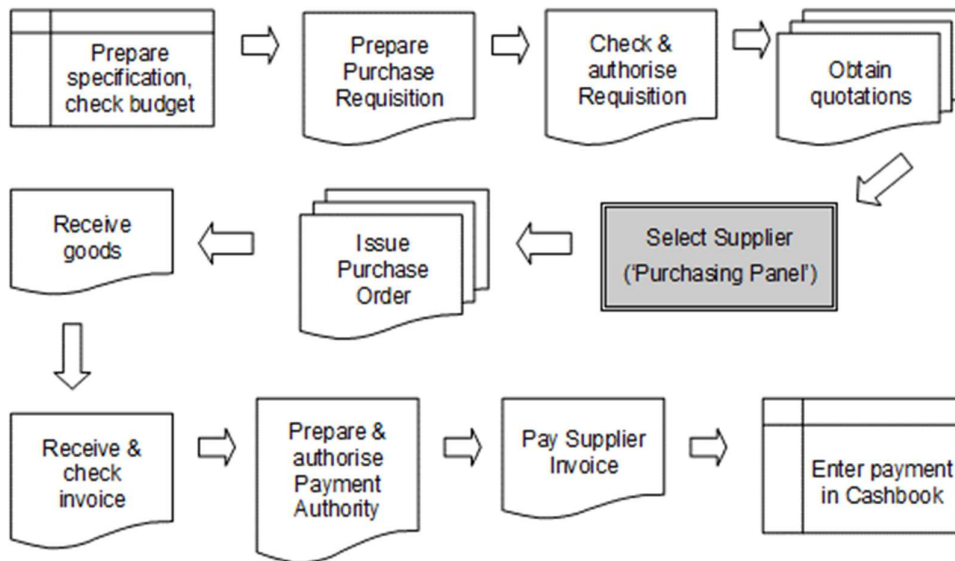 Prepare
specification,
check budget
Prepare
Purchase
Requisition
Check &
authorise
Requisition
Obtain
quotations
Select Supplier
(‘Purchasing Panel’)
Issue
Purchase
Order
Receive
goods
Receive &
check
invoice
Prepare &
authorise
Payment
Authority
Pay Supplier
Invoice
Enter payment
in Cashbook